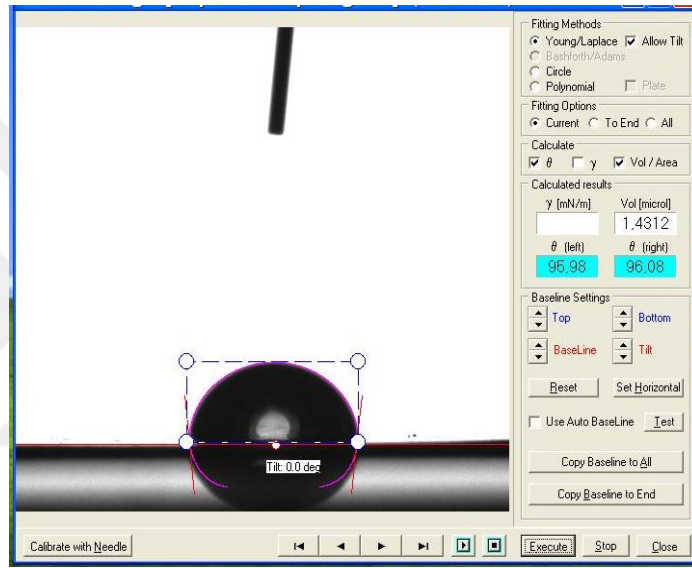 Fitting Methods
Young/Laplace Allow Tilt
Bashforth/Adams
Circle
Polynomial Plate
Fitting Options
Current To End All
Calculate
θ γ Vol / Area
Calculated results
γ [mN/m] Vol [microl]
1,4312
θ (left) θ (right)
95,98 96,08
Baseline Settings
Top Bottom
BaseLine Tilt
Reset Set Horizontal
Use Auto BaseLine Test
Copy Baseline to All
Copy Baseline to End
Tilt: 0.0 deg
Calibrate with Needle Execute Stop Close